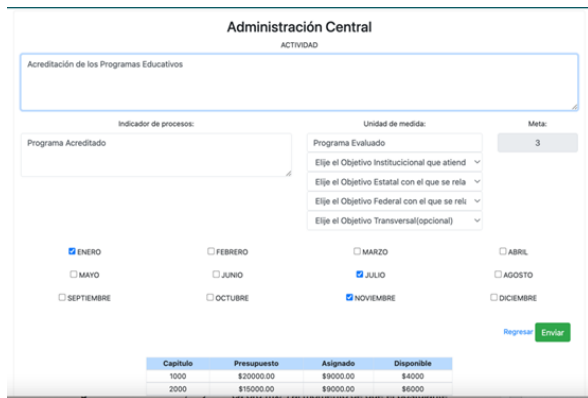 Administración Central
ACTIVIDAD
Acreditación de los Programas Educativos
Indicador de procesos: Unidad de medida: Meta:
Programa Acreditado Programa Evaluado 3
Elije el Objetivo Institucicional que atiend
Elije el Objetivo Estatal con el que se rela
Elije el Objetivo Federal con el que se rela
Elije el Objetivo Transversal(opcional)
ENERO FEBRERO MARZO ABRIL
MAYO JUNIO JULIO AGOSTO
SEPTIEMBRE OCTUBRE NOVIEMBRE DICIEMBRE
Regresar Enviar
Capitulo Presupuesto Asignado Disponible
1000 $20000.00 $9000.00 $4000
2000 $15000.00 $9000.00 $6000